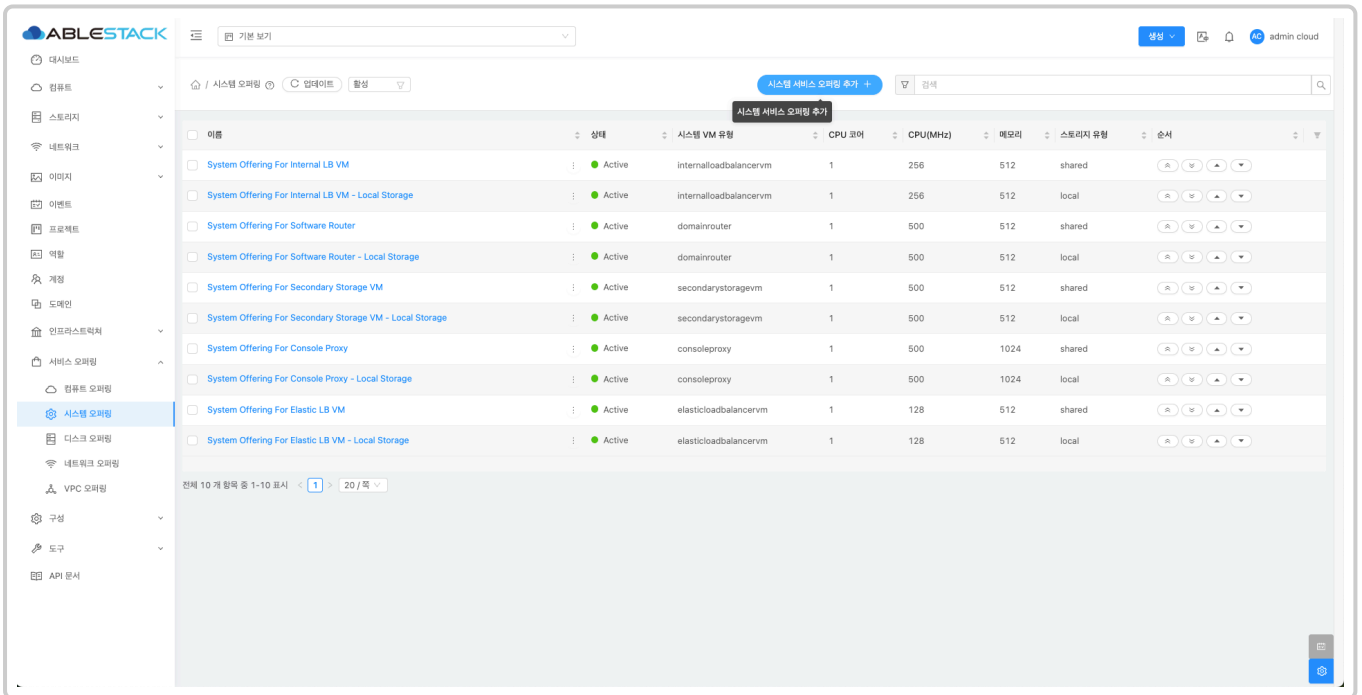 ABLESTACK
기본 보기
생성
AC admin cloud
대시보드
컴퓨트
스토리지
네트워크
이미지
이벤트
프로젝트
역할
계정
도메인
인프라스트럭쳐
서비스 오퍼링
컴퓨트 오퍼링
시스템 오퍼링
디스크 오퍼링
네트워크 오퍼링
VPC 오퍼링
구성
도구
API 문서
/ 시스템 오퍼링 업데이트 활성
시스템 서비스 오퍼링 추가 +
검색
시스템 서비스 오퍼링 추가
이름 상태 시스템 VM 유형 CPU 코어 CPU(MHz) 메모리 스토리지 유형 순서
System Offering For Internal LB VM Active internalloadbalancervm 1 256 512 shared
System Offering For Internal LB VM - Local Storage Active internalloadbalancervm 1 256 512 local
System Offering For Software Router Active domainrouter 1 500 512 shared
System Offering For Software Router - Local Storage Active domainrouter 1 500 512 local
System Offering For Secondary Storage VM Active secondarystoragevm 1 500 512 shared
System Offering For Secondary Storage VM - Local Storage Active secondarystoragevm 1 500 512 local
System Offering For Console Proxy Active consoleproxy 1 500 1024 shared
System Offering For Console Proxy - Local Storage Active consoleproxy 1 500 1024 local
System Offering For Elastic LB VM Active elasticloadbalancervm 1 128 512 shared
System Offering For Elastic LB VM - Local Storage Active elasticloadbalancervm 1 128 512 local
전체 10 개 항목 중 1-10 표시 < 1 > 20 / 쪽